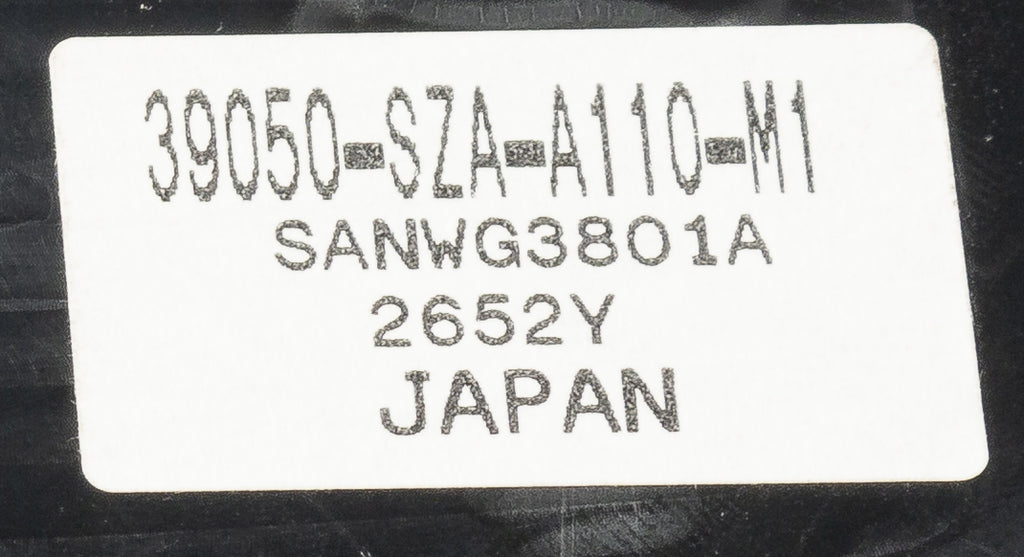 39050-SZA-A110-M1
SANWG3801A
2652Y
JAPAN